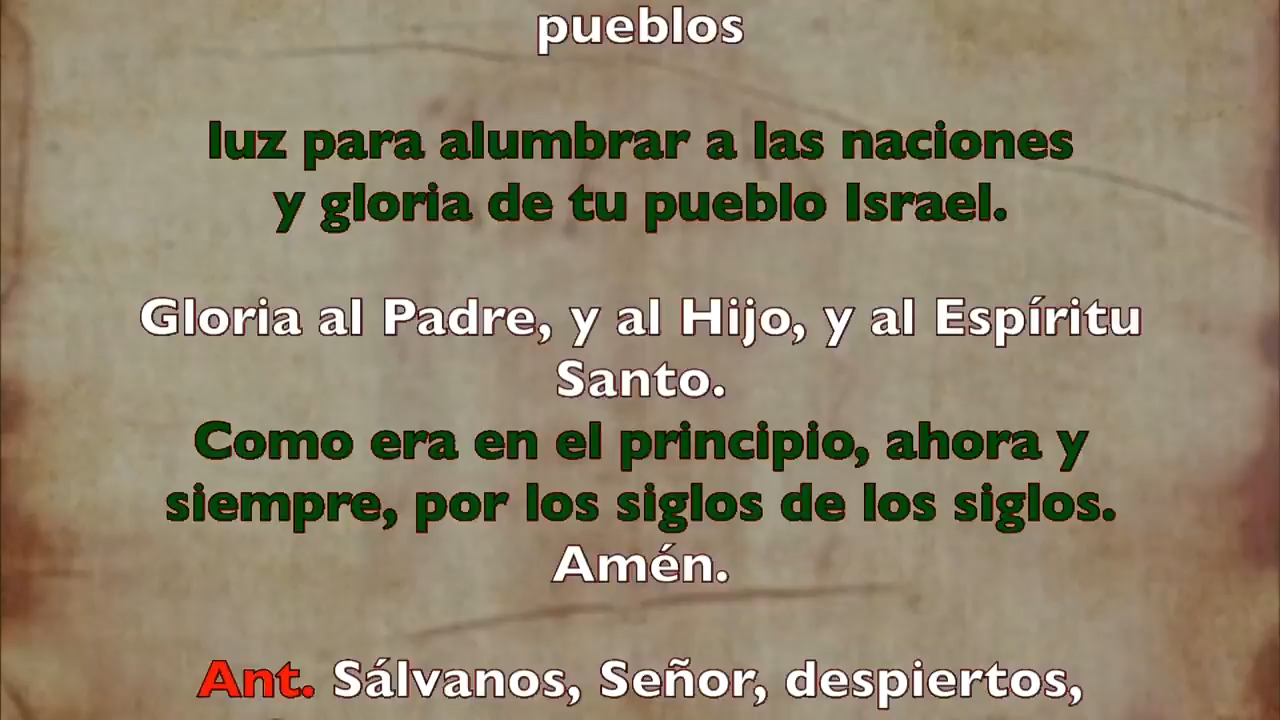 pueblos
luz para alumbrar a las naciones
y gloria de tu pueblo Israel.
Gloria al Padre, y al Hijo, y al Espíritu
Santo.
Como era en el principio, ahora y
siempre, por los siglos de los siglos.
Amén.
Ant. Sálvanos, Señor, despiertos,